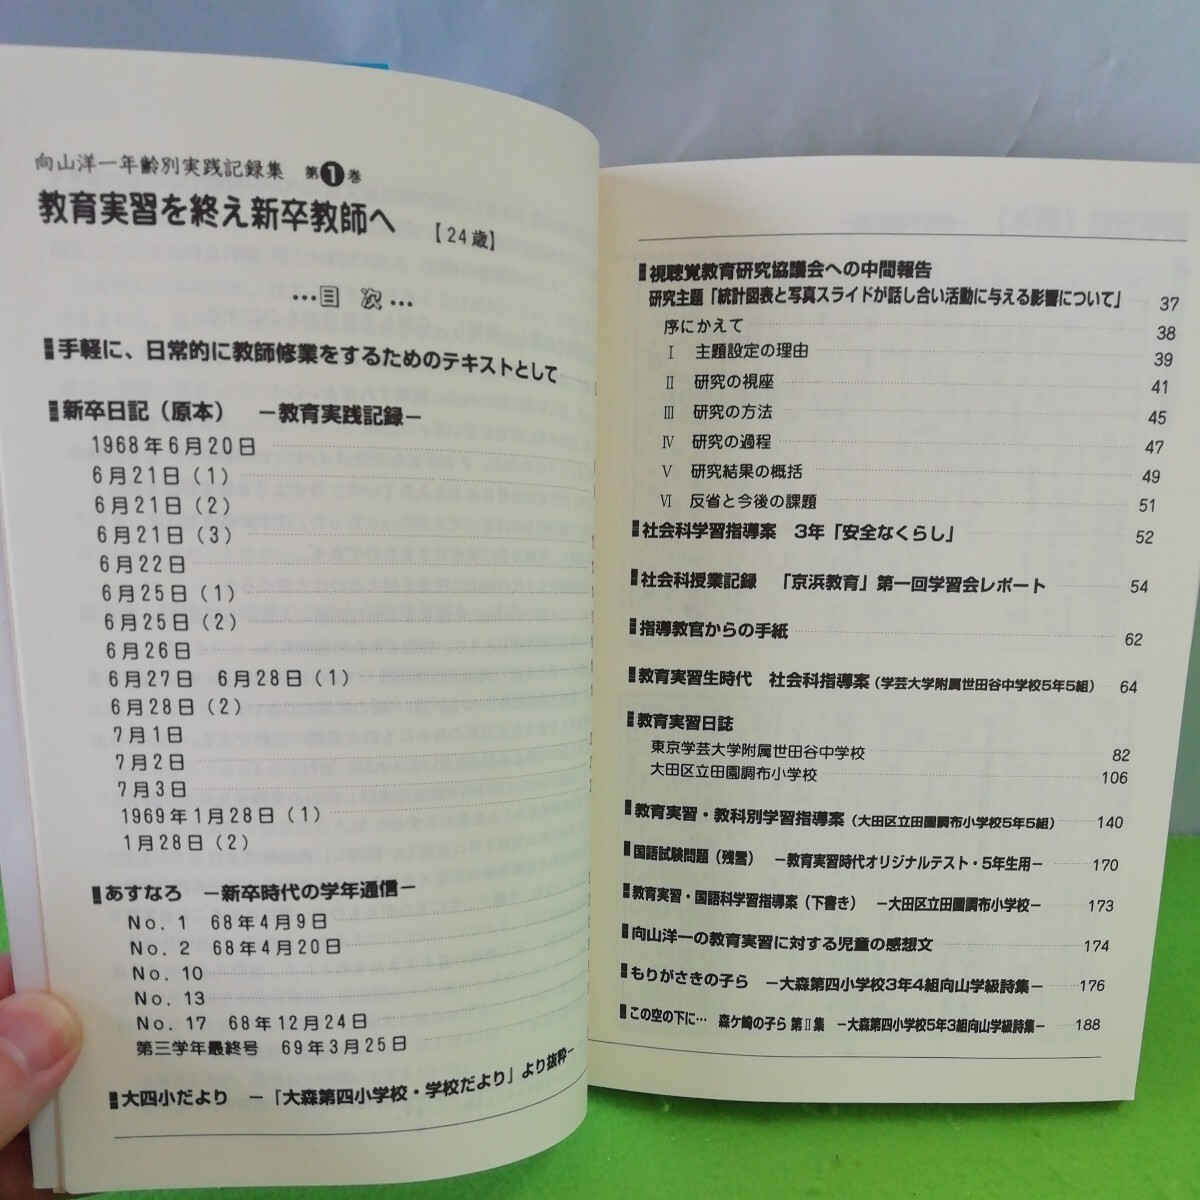 向山洋一年齢別実践記録集 第1巻
教育実習を終え新卒教師へ 【24歳】
…目 次…
手軽に、日常的に教師修業をするためのテキストとして
新卒日記（原本） －教育実践記録－
1968年6月20日
6月21日（1）
6月21日（2）
6月21日（3）
6月22日
6月25日（1）
6月25日（2）
6月26日
6月27日 6月28日（1）
6月28日（2）
7月1日
7月2日
7月3日
1969年1月28日（1）
1月28日（2）
あすなろ －新卒時代の学年通信－
No. 1 68年4月9日
No. 2 68年4月20日
No. 10
No. 13
No. 17 68年12月24日
第三学年最終号 69年3月25日
大四小だより －「大森第四小学校・学校だより」より抜粋－
視聴覚教育研究協議会への中間報告
研究主題「統計図表と写真スライドが話し合い活動に与える影響について」 37
序にかえて 38
Ⅰ 主題設定の理由 39
Ⅱ 研究の視座 41
Ⅲ 研究の方法 45
Ⅳ 研究の過程 47
Ⅴ 研究結果の概括 49
Ⅵ 反省と今後の課題 51
社会科学習指導案 3年「安全なくらし」 52
社会科授業記録 「京浜教育」第一回学習会レポート 54
指導教官からの手紙 62
教育実習生時代 社会科指導案（学芸大学附属世田谷中学校5年5組） 64
教育実習日誌
東京学芸大学附属世田谷中学校 82
大田区立田園調布小学校 106
教育実習・教科別学習指導案（大田区立田園調布小学校5年5組） 140
国語試験問題（残雪） －教育実習時代オリジナルテスト・5年生用－ 170
教育実習・国語科学習指導案（下書き） －大田区立田園調布小学校－ 173
向山洋一の教育実習に対する児童の感想文 174
もりがさきの子ら －大森第四小学校3年4組向山学級詩集－ 176
この空の下に… 森ケ崎の子ら 第Ⅱ集 －大森第四小学校5年3組向山学級詩集－ 188